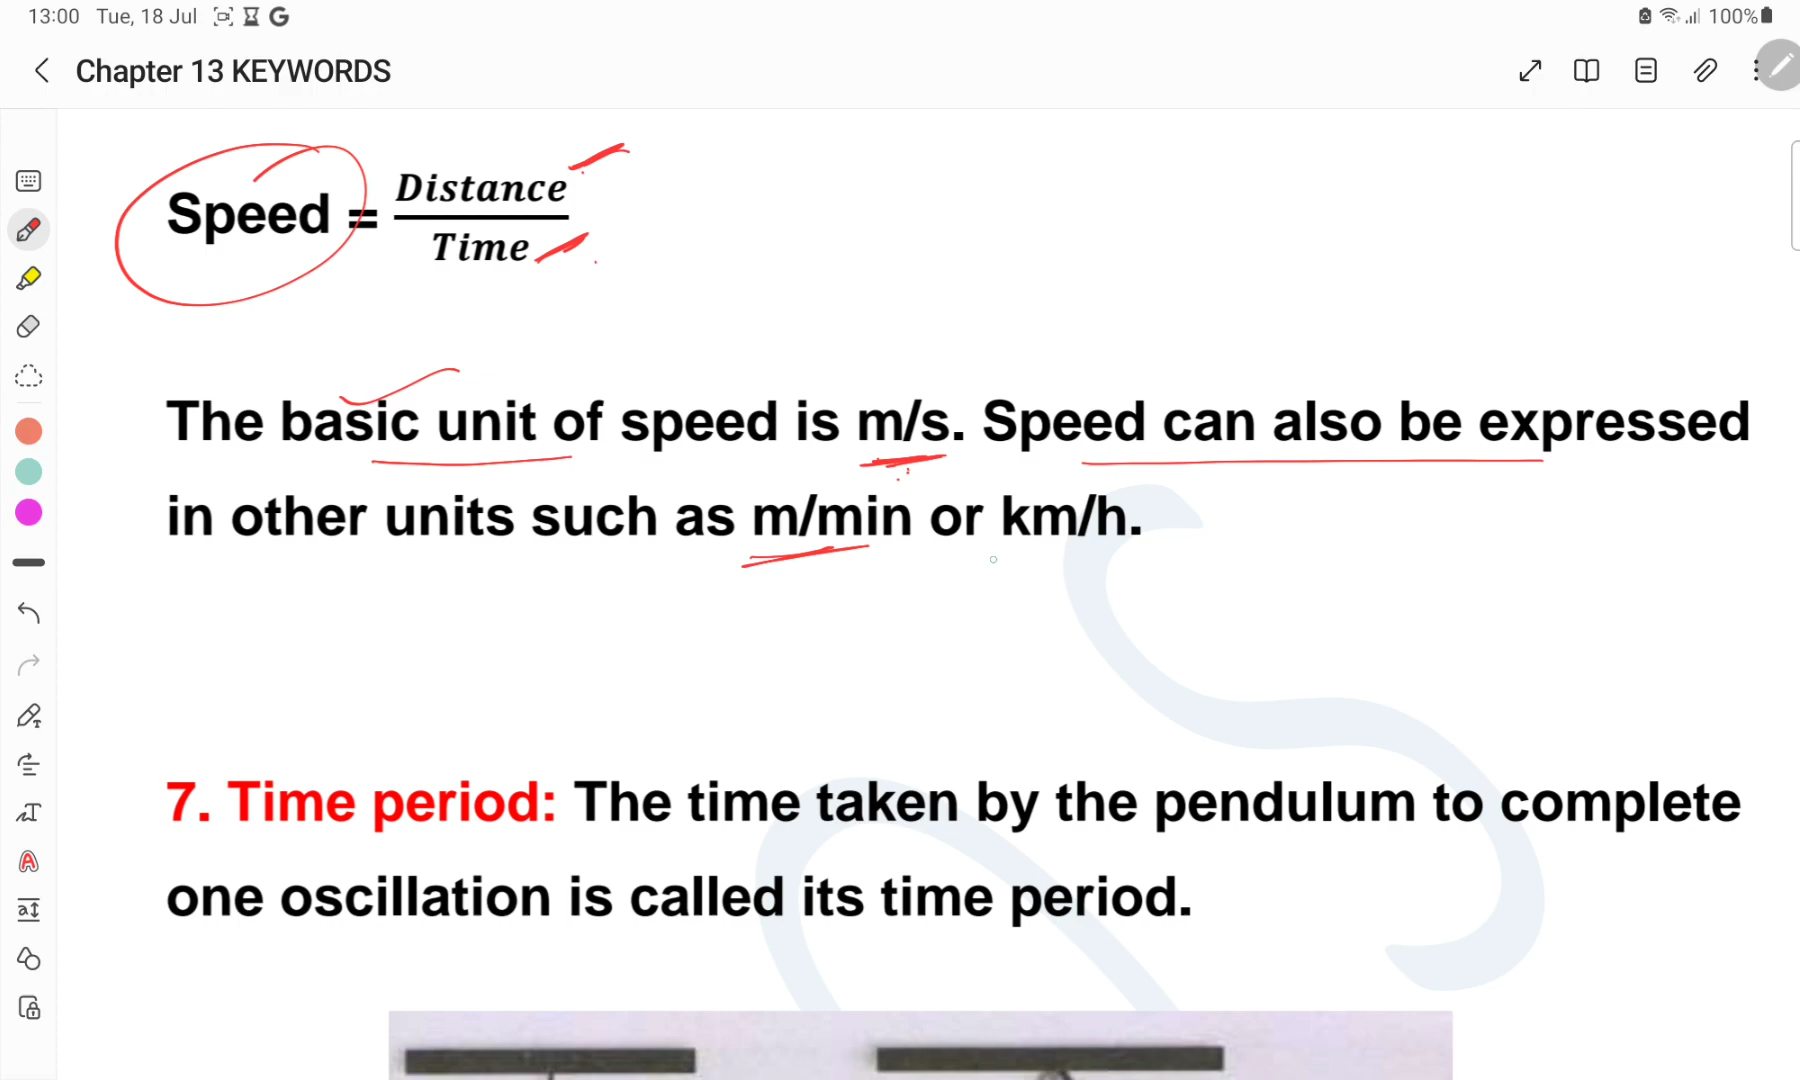 13:00 Tue, 18 Jul G 100%
Chapter 13 KEYWORDS
Speed = Distance
Time
The basic unit of speed is m/s. Speed can also be expressed
in other units such as m/min or km/h.
7. Time period: The time taken by the pendulum to complete
one oscillation is called its time period.